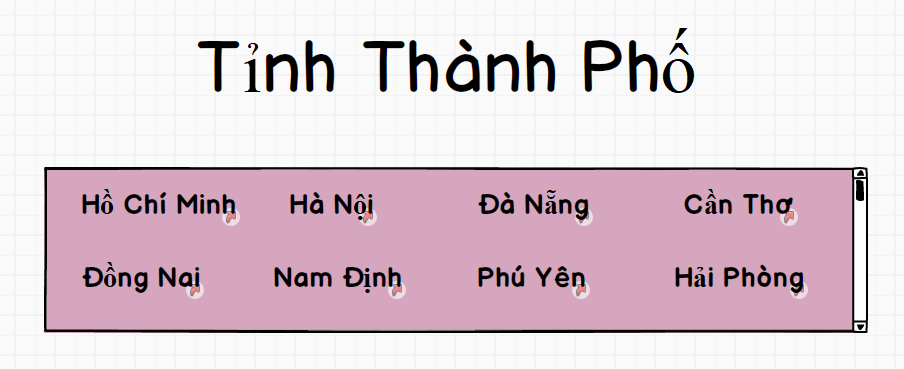 Tỉnh Thành Phố
Hồ Chí Minh Hà Nội Đà Nẵng Cần Thơ
Đồng Nai Nam Định Phú Yên Hải Phòng